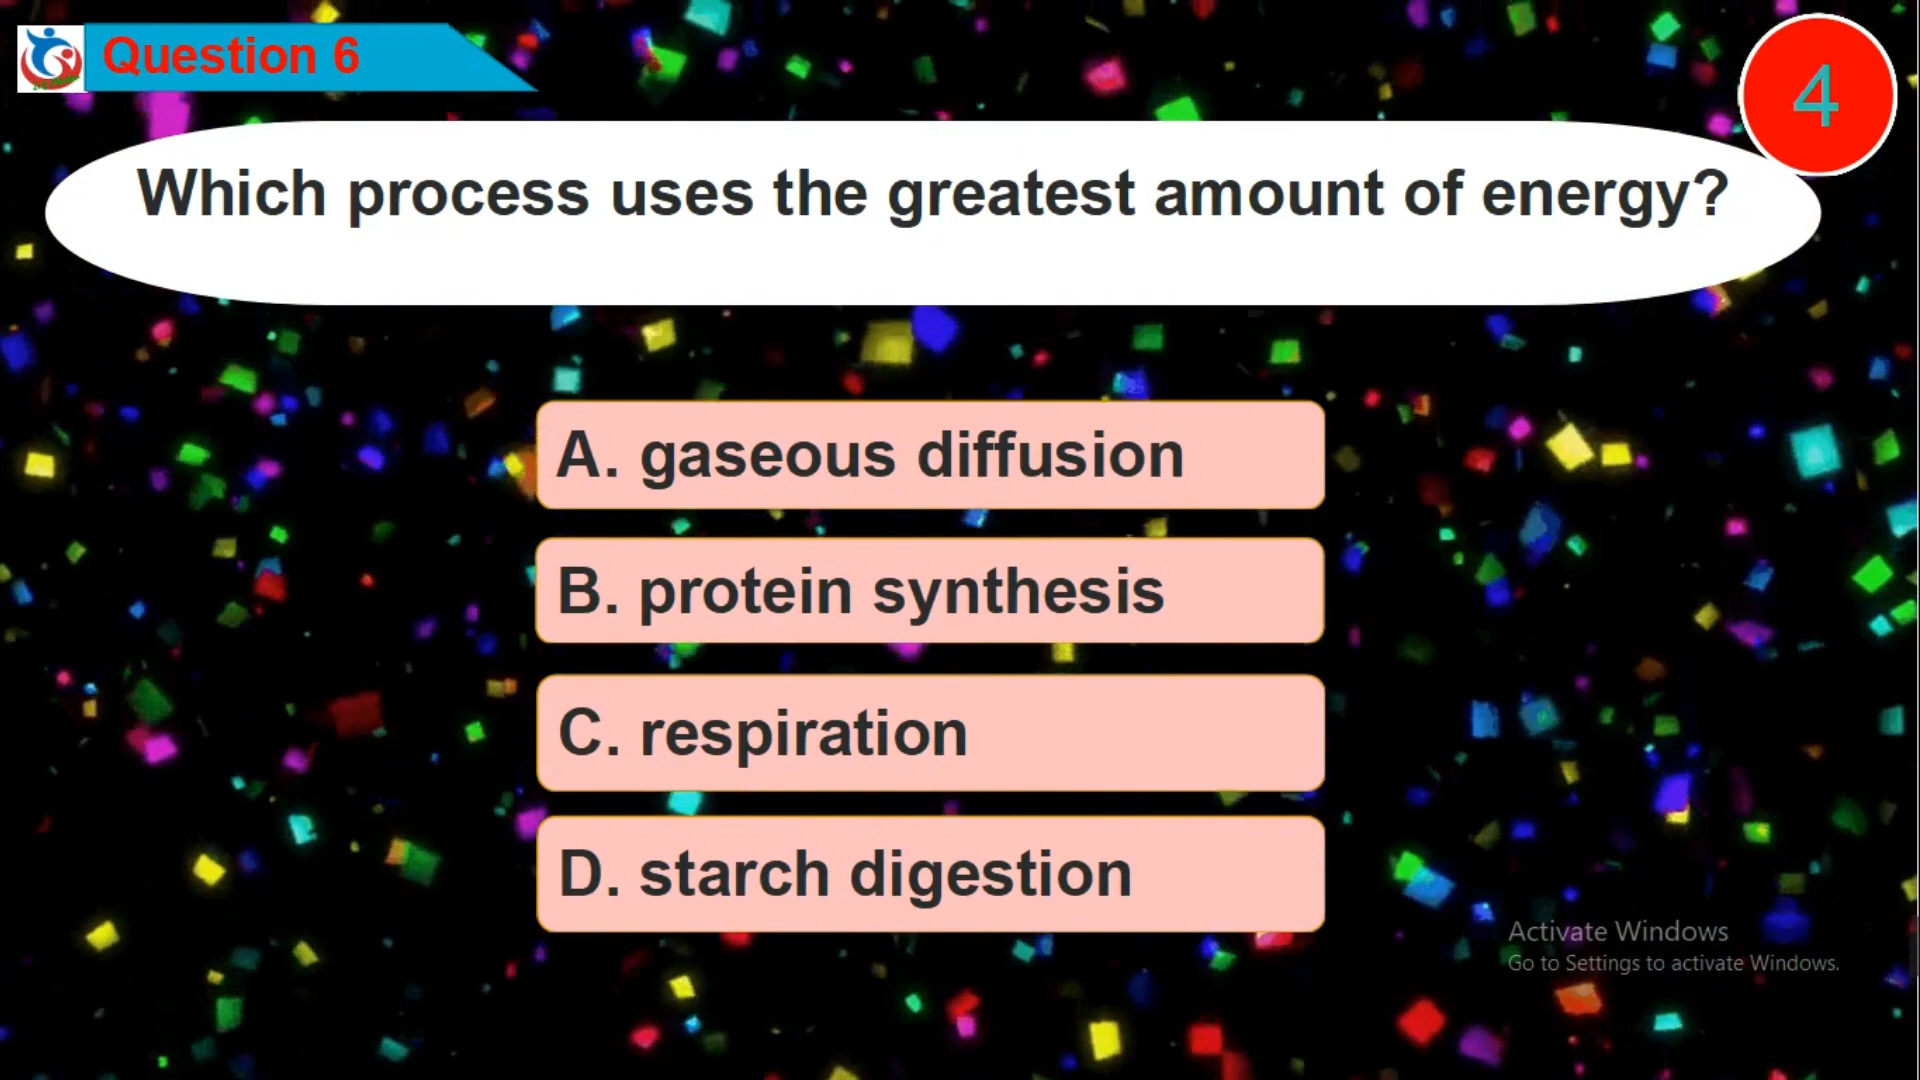 Question 6
4
Which process uses the greatest amount of energy?
A. gaseous diffusion
B. protein synthesis
C. respiration
D. starch digestion
Activate Windows
Go to Settings to activate Windows.